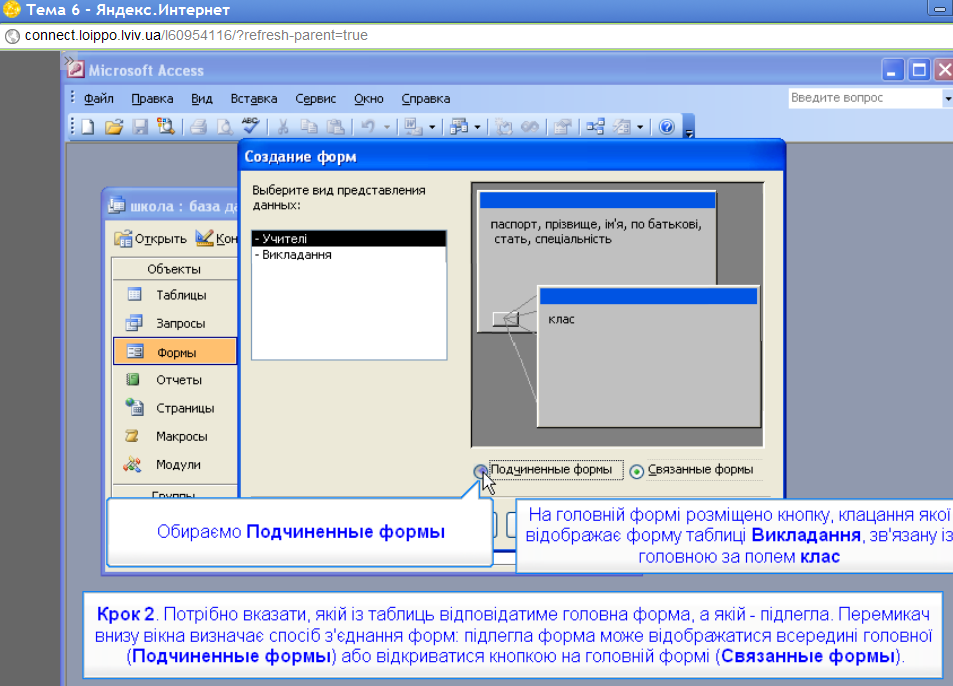 Тема 6 - Яндекс.Интернет
connect.loippo.lviv.ua/l60954116/?refresh-parent=true
Microsoft Access
Файл Правка Вид Вставка Сервис Окно Справка
Введите вопрос
Создание форм
школа : база да
Открыть Кон
Объекты
Таблицы
Запросы
Формы
Отчеты
Страницы
Макросы
Модули
Группы
Выберите вид представления
данных:
- Учителі
- Викладання
паспорт, прізвище, ім'я, по батькові,
стать, спеціальність
клас
Подчиненные формы
Связанные формы
Обираємо Подчиненные формы
На головній формі розміщено кнопку, клацання якої
відображає форму таблиці Викладання, зв'язану із
головною за полем клас
Крок 2. Потрібно вказати, якій із таблиць відповідатиме головна форма, а якій - підлегла. Перемикач
внизу вікна визначає спосіб з'єднання форм: підлегла форма може відображатися всередині головної
(Подчиненные формы) або відкриватися кнопкою на головній формі (Связанные формы).